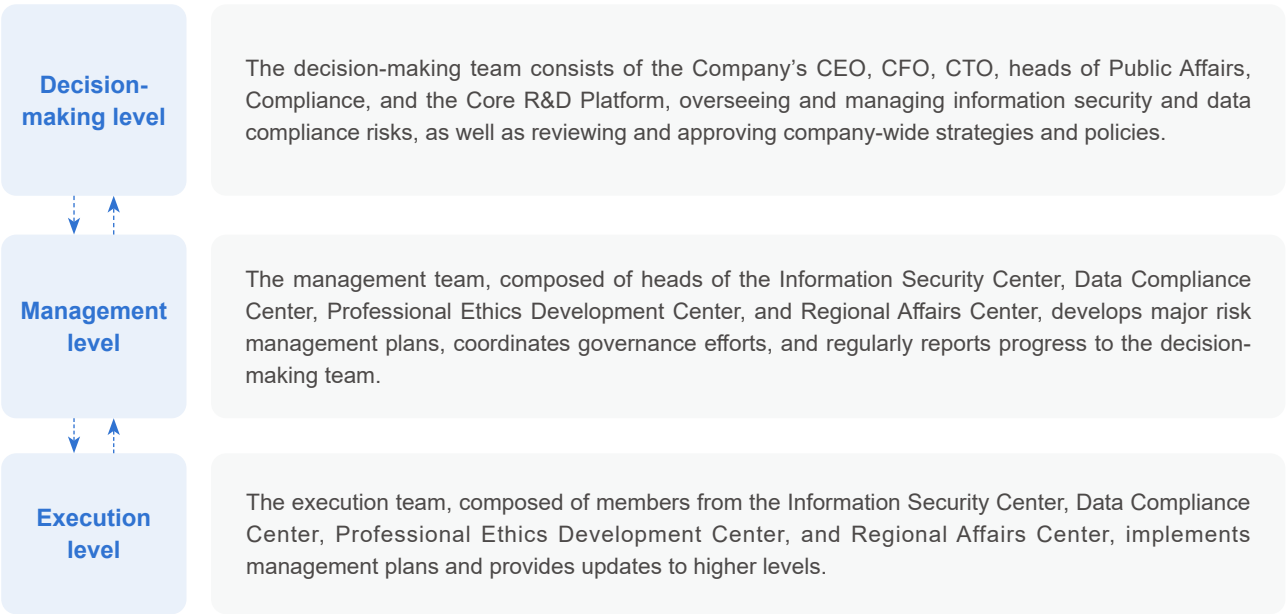 Decision-
making level
The decision-making team consists of the Company’s CEO, CFO, CTO, heads of Public Affairs,
Compliance, and the Core R&D Platform, overseeing and managing information security and data
compliance risks, as well as reviewing and approving company-wide strategies and policies.
Management
level
The management team, composed of heads of the Information Security Center, Data Compliance
Center, Professional Ethics Development Center, and Regional Affairs Center, develops major risk
management plans, coordinates governance efforts, and regularly reports progress to the decision-
making team.
Execution
level
The execution team, composed of members from the Information Security Center, Data Compliance
Center, Professional Ethics Development Center, and Regional Affairs Center, implements
management plans and provides updates to higher levels.